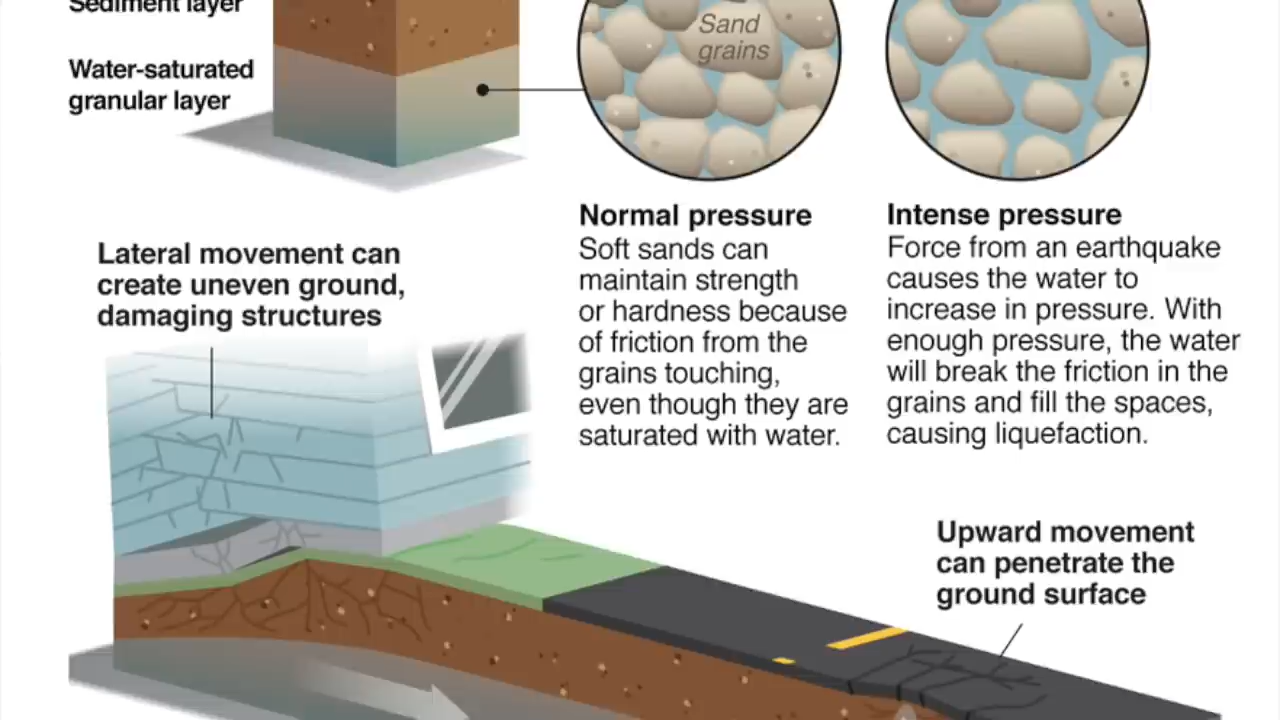 Sediment layer
Water-saturated
granular layer
Sand
grains
Lateral movement can
create uneven ground,
damaging structures
Normal pressure
Soft sands can
maintain strength
or hardness because
of friction from the
grains touching,
even though they are
saturated with water.
Intense pressure
Force from an earthquake
causes the water to
increase in pressure. With
enough pressure, the water
will break the friction in the
grains and fill the spaces,
causing liquefaction.
Upward movement
can penetrate the
ground surface